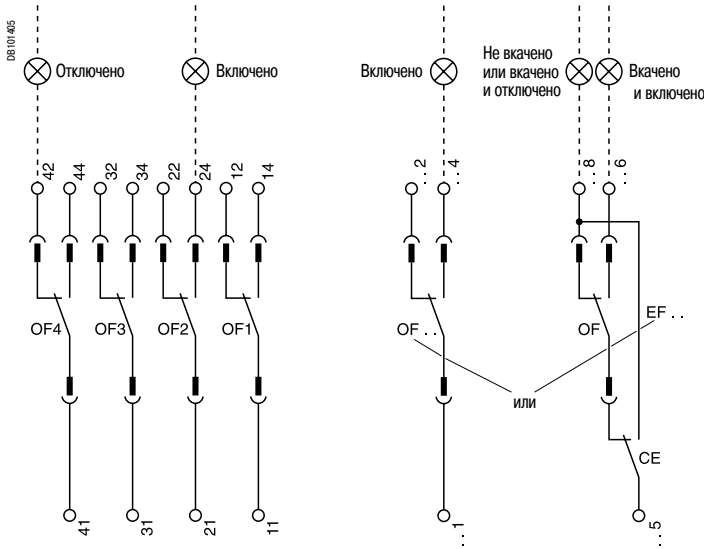 DB101405
Отключено
Включено
Включено
Не вкачено
или вкачено
и отключено
Вкачено
и включено
42
44
32
34
22
24
12
14
. . 2
. . 4
. . 8
. . 6
OF4
OF3
OF2
OF1
OF . .
OF
EF . .
или
CE
41
31
21
11
. . 1
. . 5